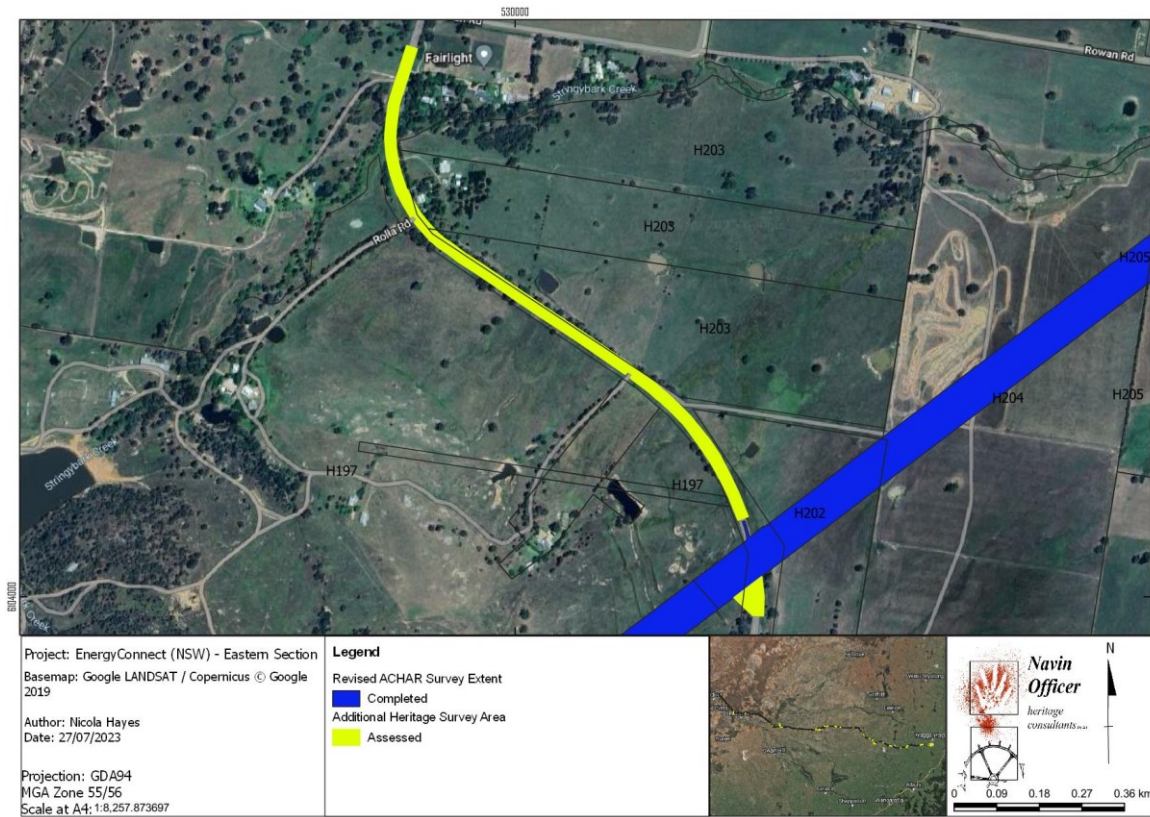 530000
Rowan Rd
Fairlight
Stringybark Creek
H203
H203
Rolla Rd
H205
H203
H204
H205
H197
H197
Stringybark Creek
H202
6104000
Creek
Project: EnergyConnect (NSW) - Eastern Section
Basemap: Google LANDSAT / Copernicus © Google
2019
Author: Nicola Hayes
Date: 27/07/2023
Projection: GDA94
MGA Zone 55/56
Scale at A4: 1:8,257.873697
Legend
Revised ACHAR Survey Extent
Completed
Additional Heritage Survey Area
Assessed
Navin
Officer
heritage
consultants
N
0 0.09 0.18 0.27 0.36 km